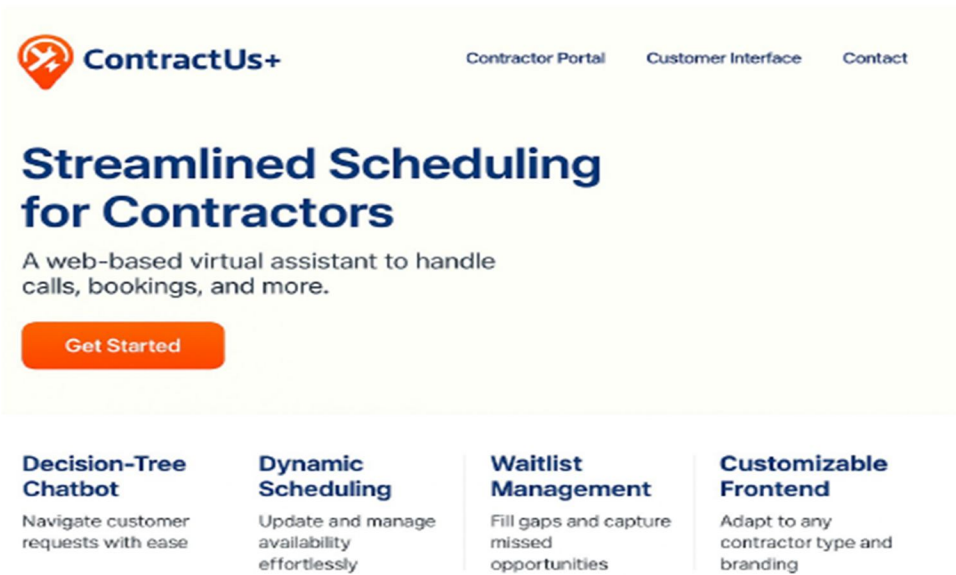 ContractUs+
Contractor Portal
Customer Interface
Contact
Streamlined Scheduling
for Contractors
A web-based virtual assistant to handle
calls, bookings, and more.
Get Started
Decision-Tree
Chatbot
Navigate customer
requests with ease
Dynamic
Scheduling
Update and manage
availability
effortlessly
Waitlist
Management
Fill gaps and capture
missed
opportunities
Customizable
Frontend
Adapt to any
contractor type and
branding